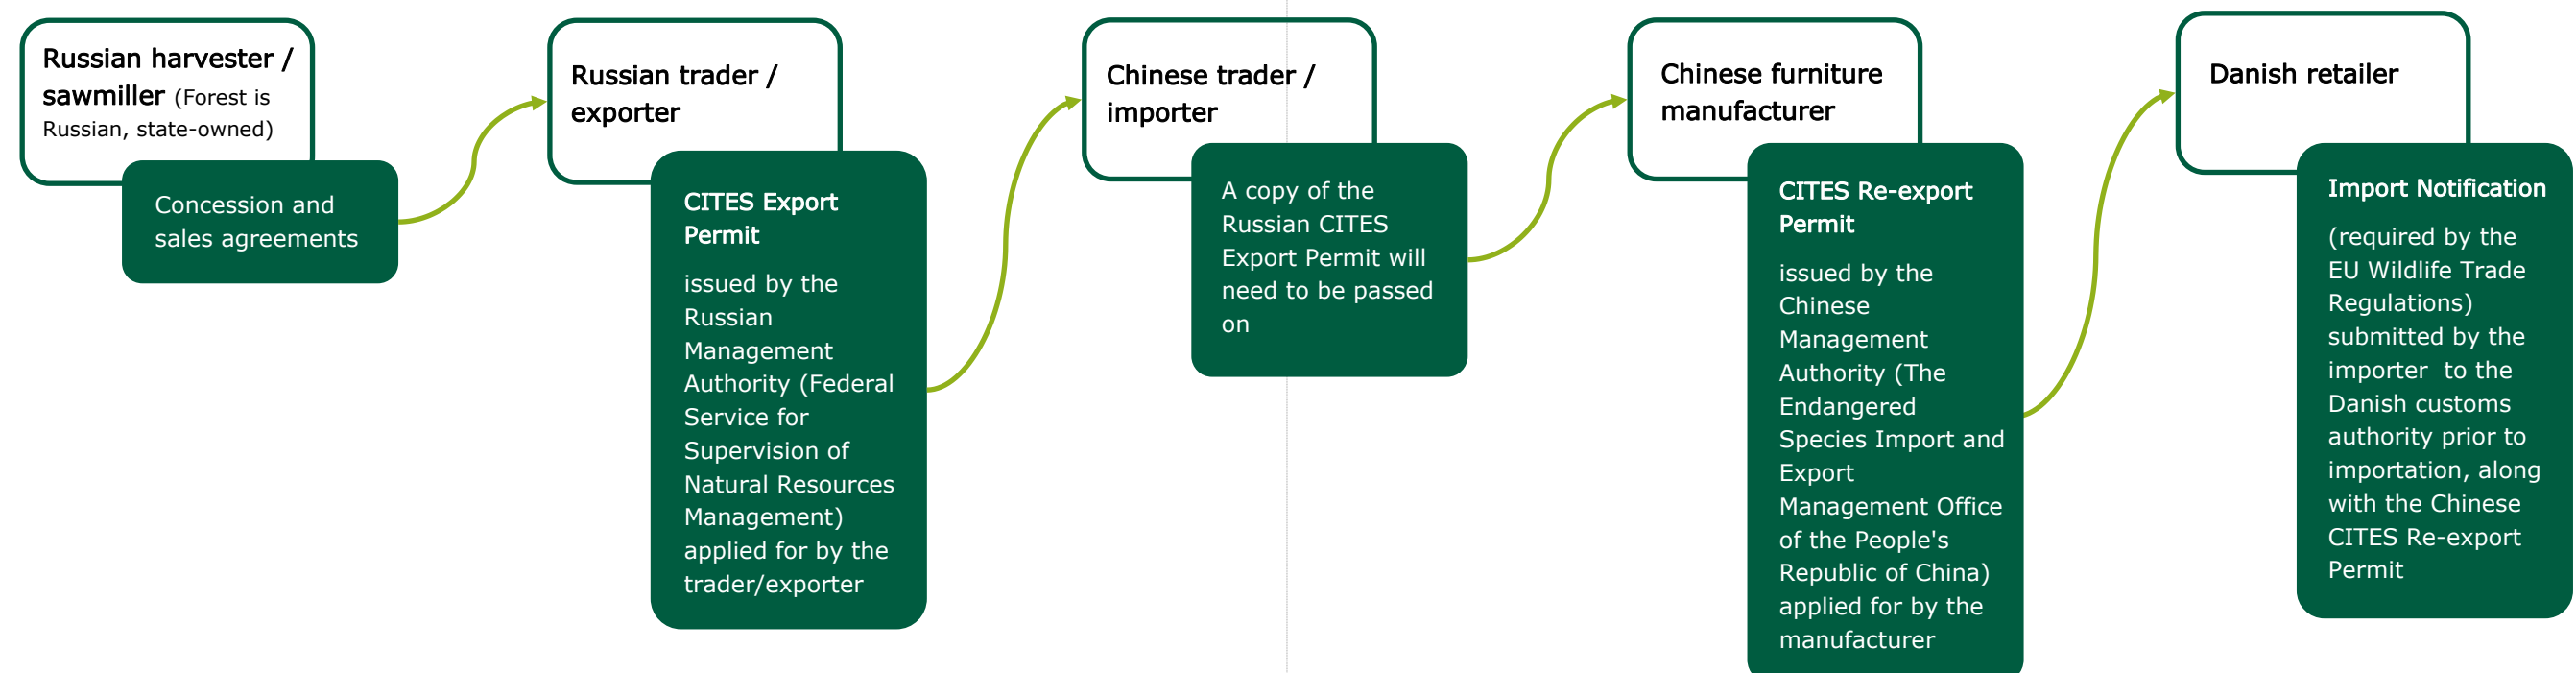 Russian harvester /
sawmiller (Forest is
Russian, state-owned)
Concession and
sales agreements
Russian trader /
exporter
CITES Export
Permit
issued by the
Russian
Management
Authority (Federal
Service for
Supervision of
Natural Resources
Management)
applied for by the
trader/exporter
Chinese trader /
importer
A copy of the
Russian CITES
Export Permit will
need to be passed
on
Chinese furniture
manufacturer
CITES Re-export
Permit
issued by the
Chinese
Management
Authority (The
Endangered
Species Import and
Export
Management Office
of the People's
Republic of China)
applied for by the
manufacturer
Danish retailer
Import Notification
(required by the
EU Wildlife Trade
Regulations)
submitted by the
importer  to the
Danish customs
authority prior to
importation, along
with the Chinese
CITES Re-export
Permit